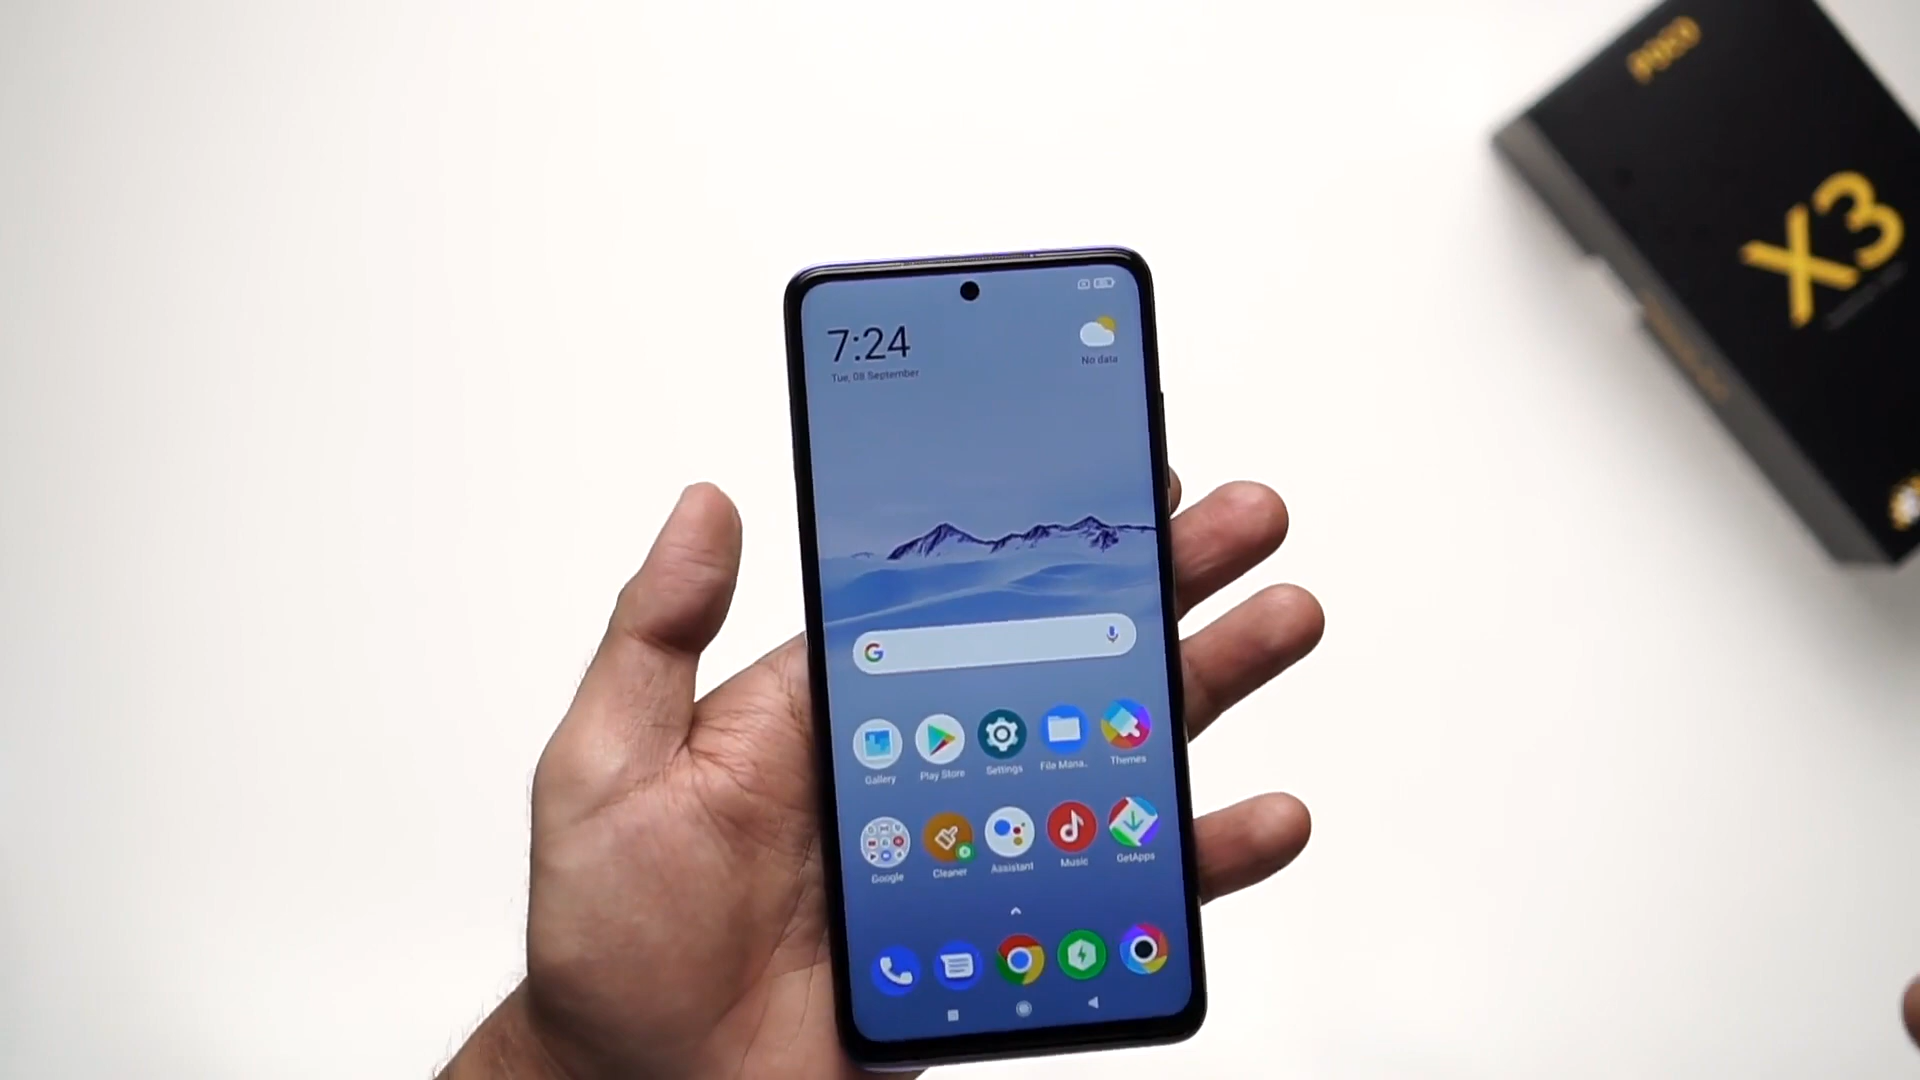 7:24
Tue, 08 September
No data
Gallery
Play Store
Settings
File Mana..
Themes
Google
Cleaner
Assistant
Music
GetApps
POCO
X3